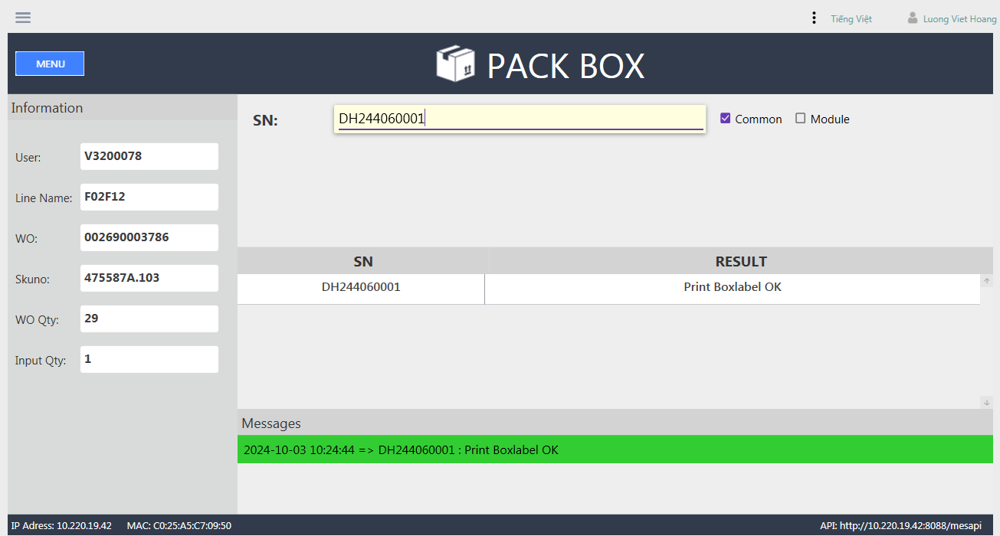 Tiếng Việt Luong Viet Hoang
MENU PACK BOX
Information
User: V3200078
Line Name: F02F12
WO: 002690003786
Skuno: 475587A.103
WO Qty: 29
Input Qty: 1
SN: DH244060001 Common Module
SN RESULT
DH244060001 Print Boxlabel OK
Messages
2024-10-03 10:24:44 => DH244060001 : Print Boxlabel OK
IP Adress: 10.220.19.42 MAC: C0:25:A5:C7:09:50 API: http://10.220.19.42:8088/mesapi